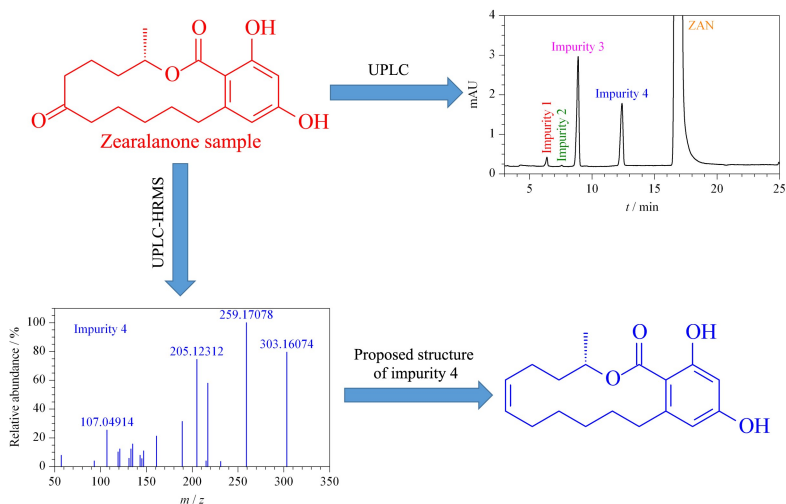 OH
O
O
O
OH
Zearalanone sample
UPLC
mAU
4
3
2
1
0
ZAN
Impurity 3
Impurity 4
Impurity 1
Impurity 2
5
10
15
20
25
t / min
UPLC-HRMS
Relative abundance / %
100
80
60
40
20
0
Impurity 4
259.17078
303.16074
205.12312
107.04914
50
100
150
200
250
300
350
m / z
Proposed structure
of impurity 4
O
OH
O
OH